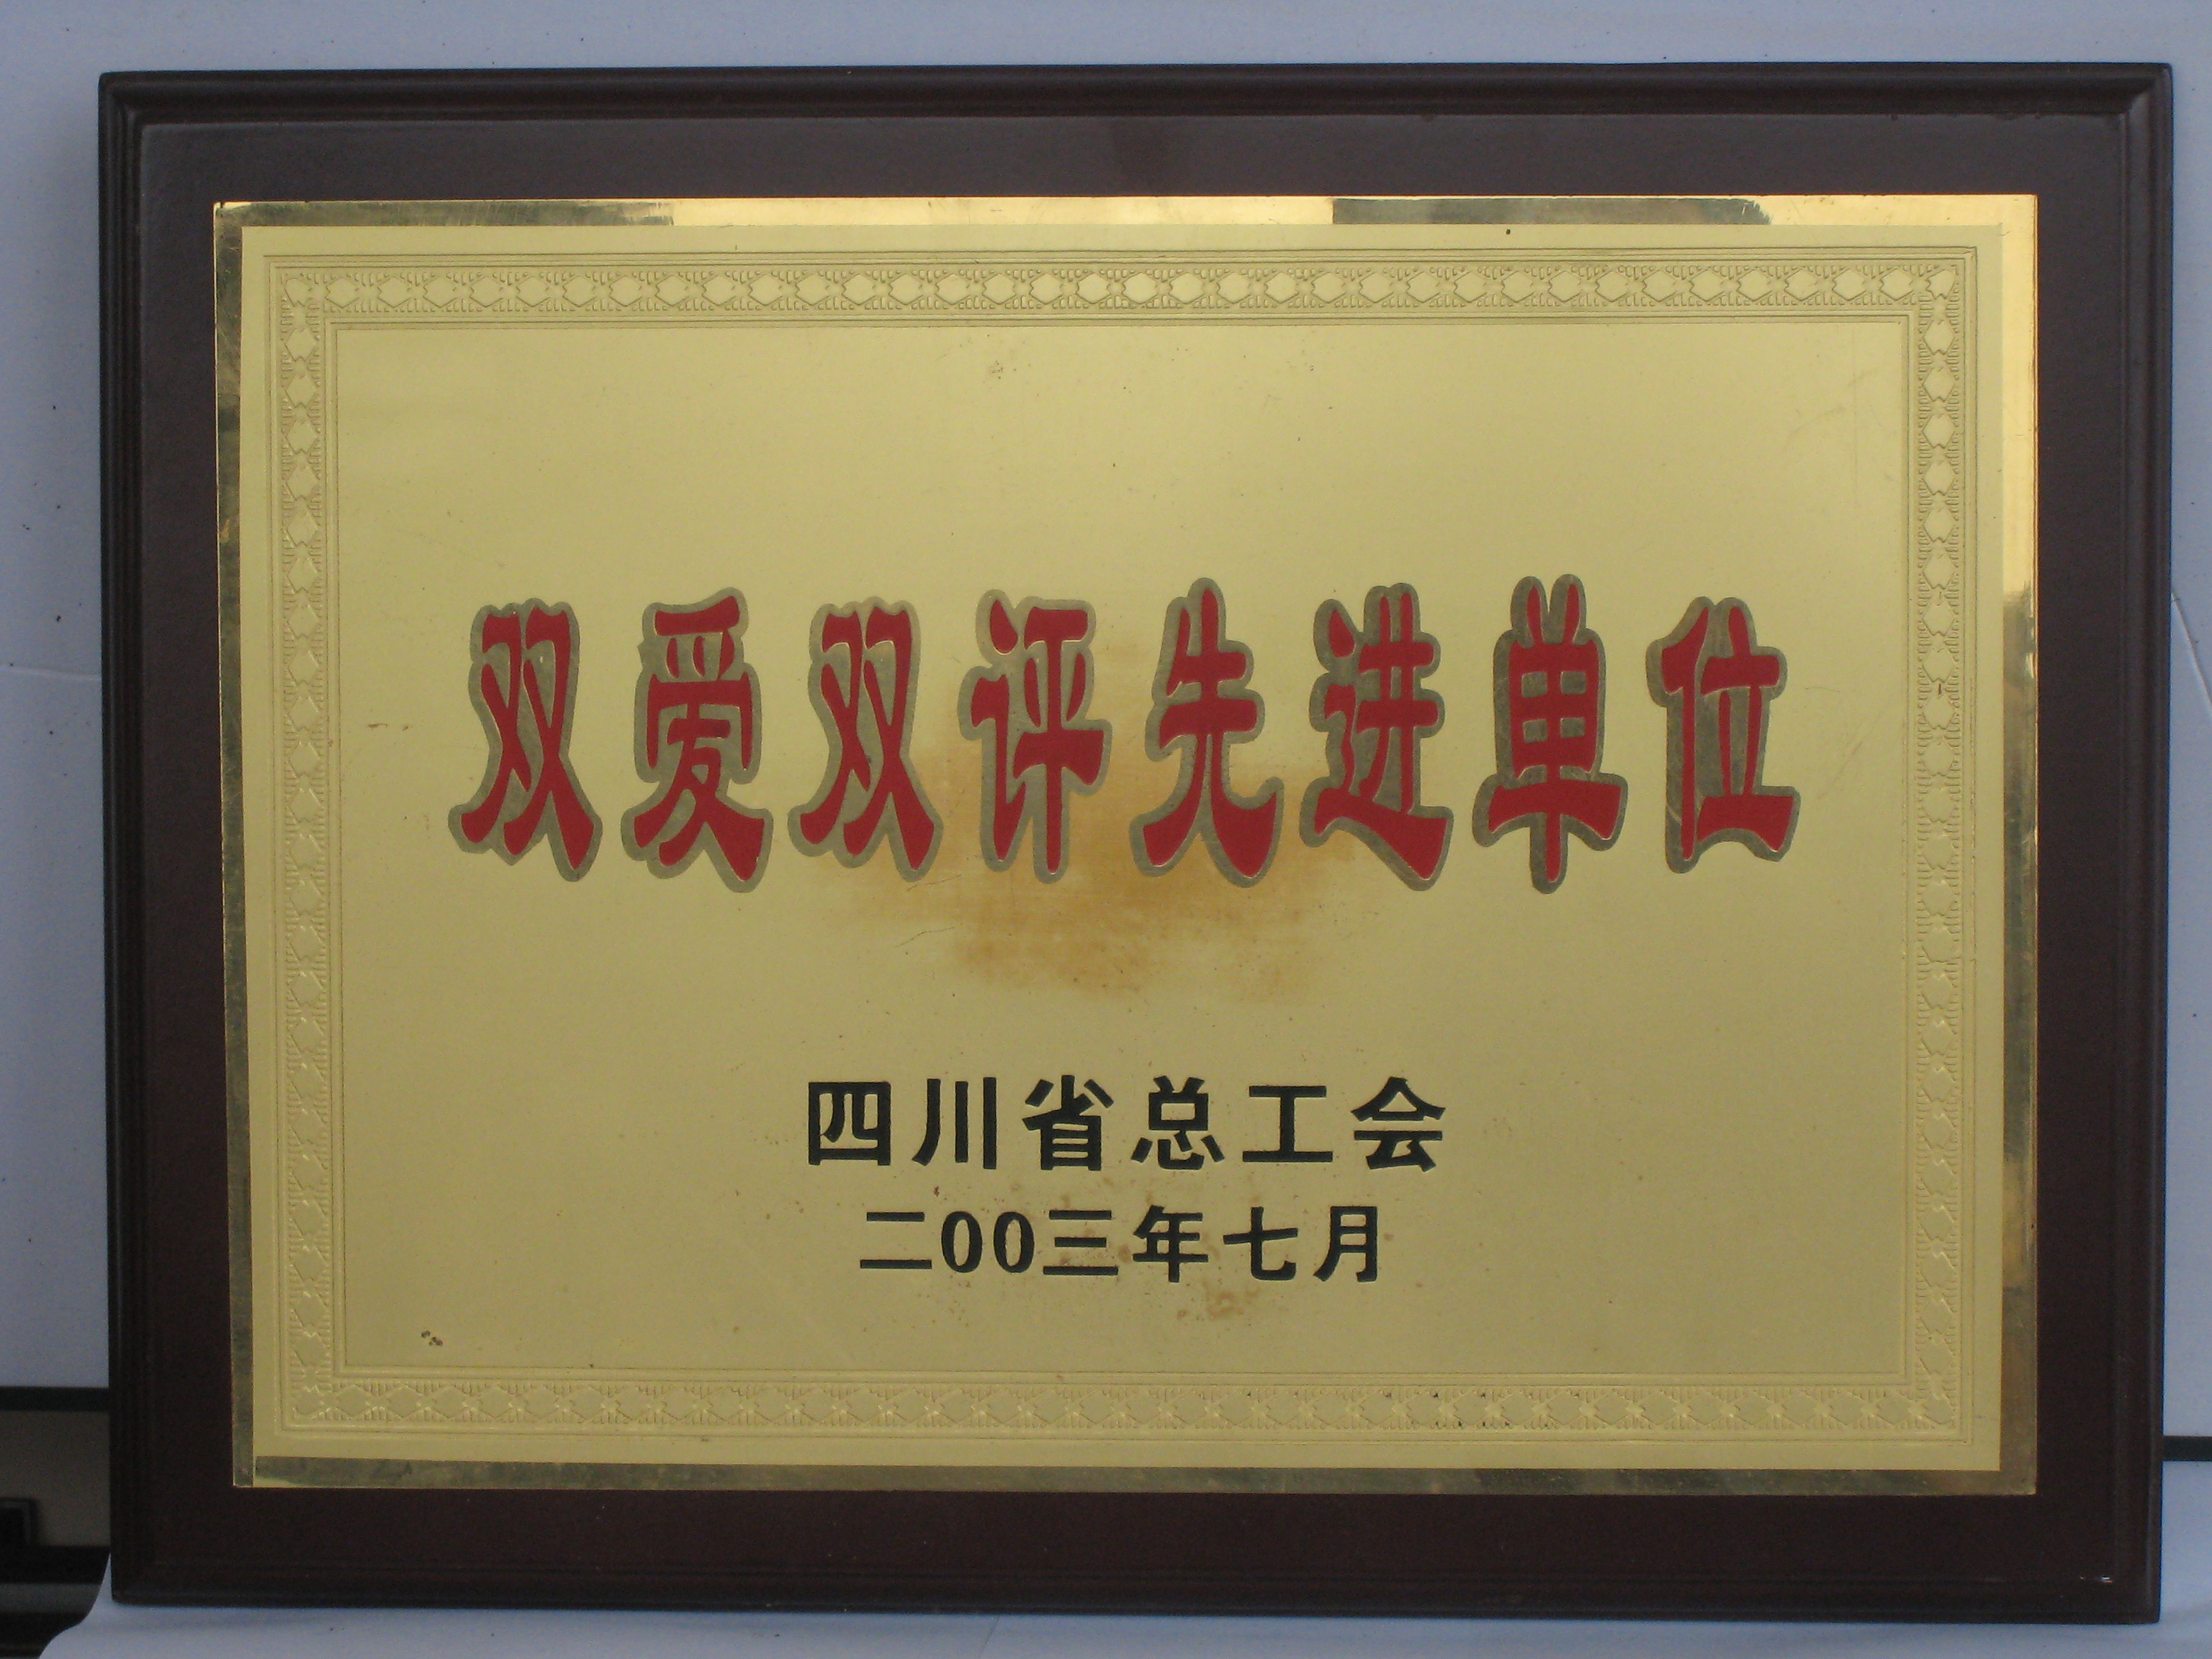 双爱双评先进单位
四川省总工会
二00三年七月